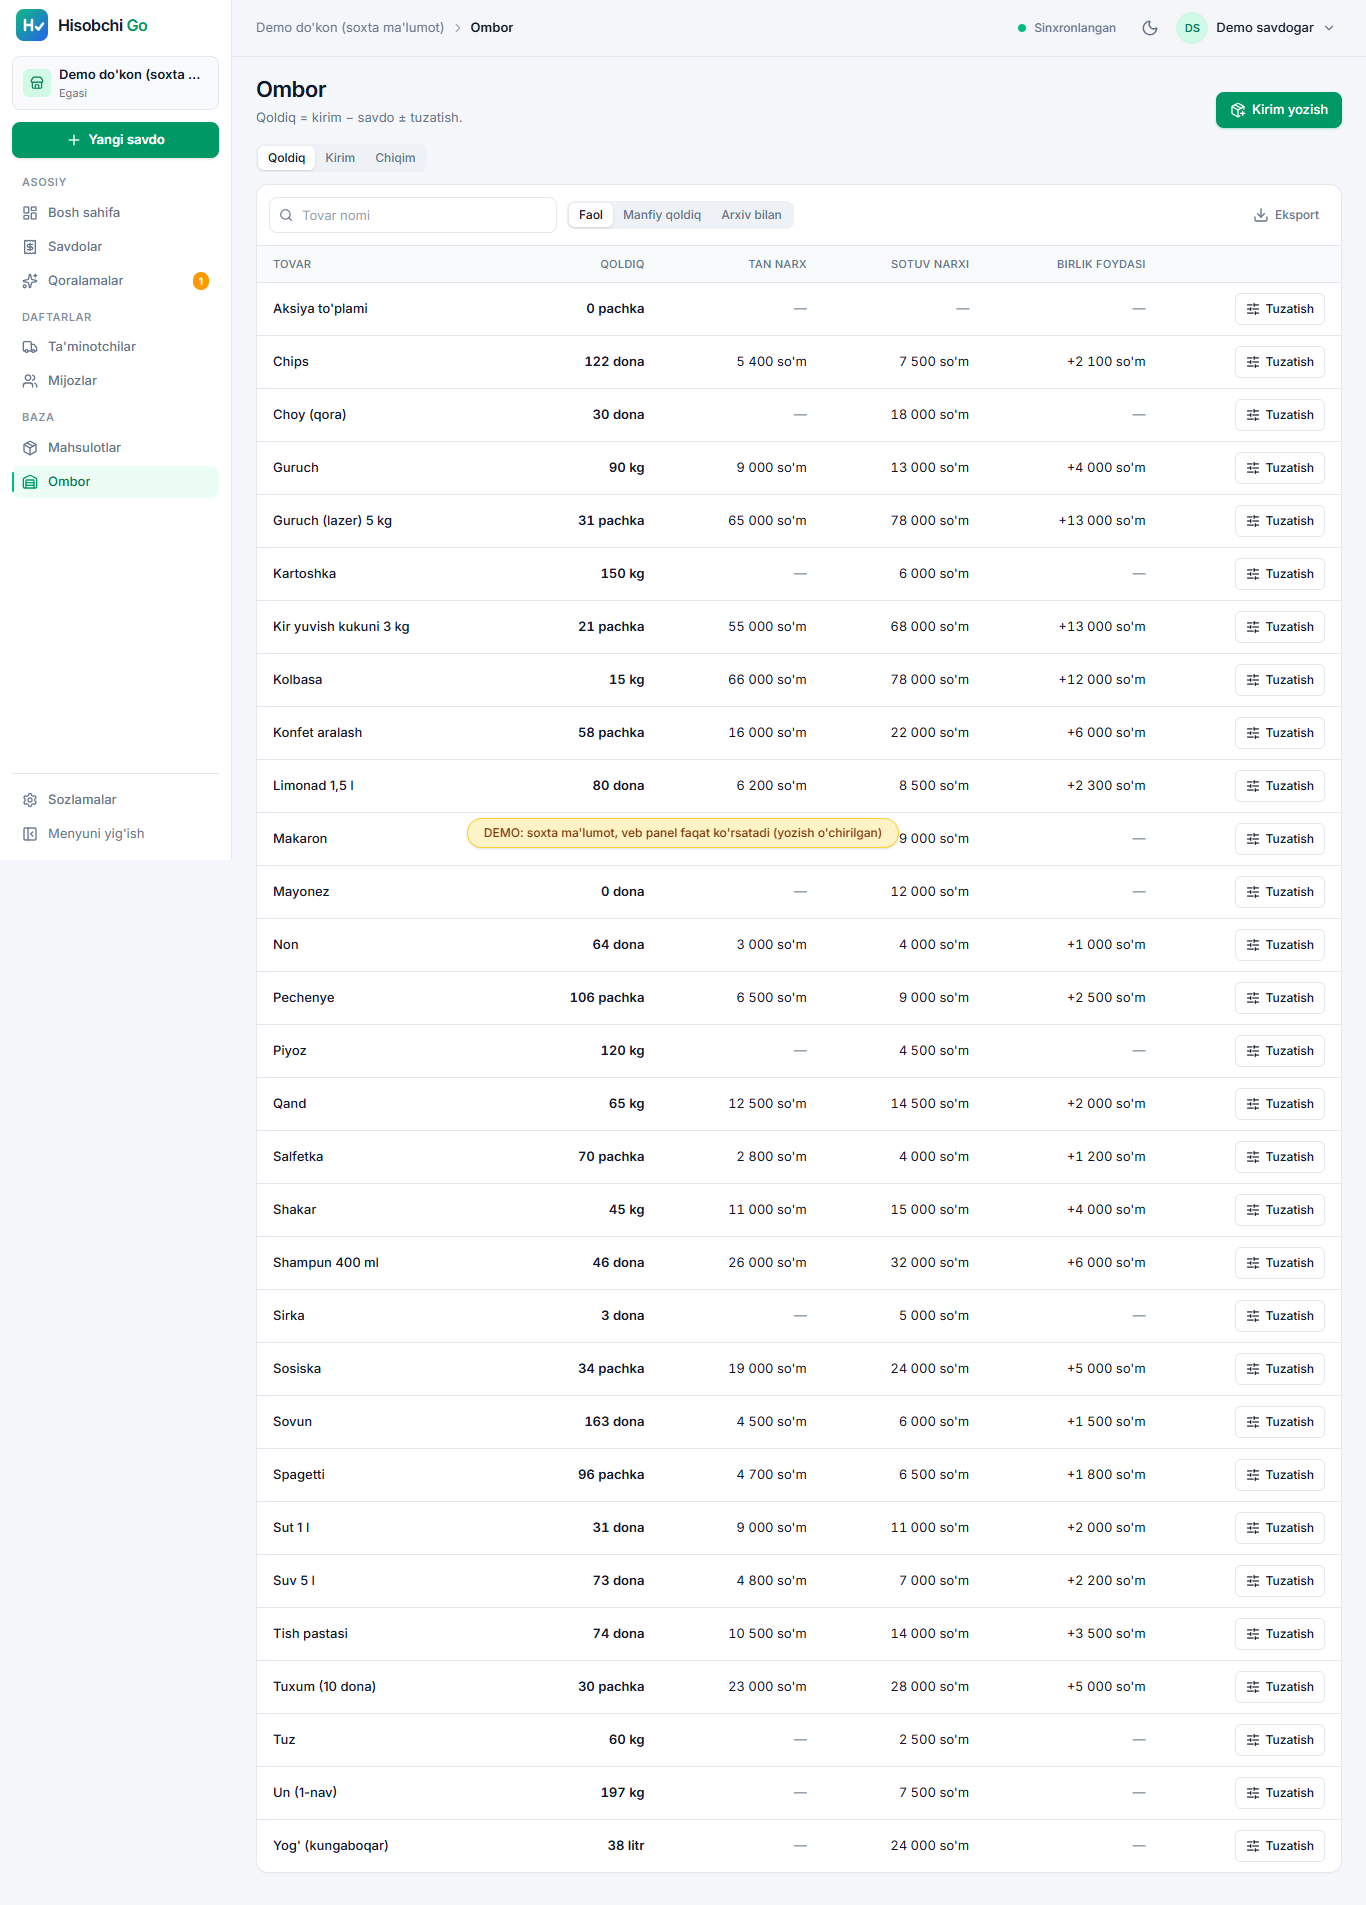 Hisobchi Go
Demo do'kon (soxta ...
Egasi
Yangi savdo
ASOSIY
Bosh sahifa
Savdolar
Qoralamalar 1
DAFTARLAR
Ta'minotchilar
Mijozlar
BAZA
Mahsulotlar
Ombor
Sozlamalar
Menyuni yig'ish
Demo do'kon (soxta ma'lumot) > Ombor
Sinxronlangan
DS Demo savdogar
Ombor
Qoldiq = kirim − savdo ± tuzatish.
Kirim yozish
Qoldiq Kirim Chiqim
Tovar nomi
Faol Manfiy qoldiq Arxiv bilan
Eksport
TOVAR QOLDIQ TAN NARX SOTUV NARXI BIRLIK FOYDASI
Aksiya to'plami 0 pachka — — — Tuzatish
Chips 122 dona 5 400 so'm 7 500 so'm +2 100 so'm Tuzatish
Choy (qora) 30 dona — 18 000 so'm — Tuzatish
Guruch 90 kg 9 000 so'm 13 000 so'm +4 000 so'm Tuzatish
Guruch (lazer) 5 kg 31 pachka 65 000 so'm 78 000 so'm +13 000 so'm Tuzatish
Kartoshka 150 kg — 6 000 so'm — Tuzatish
Kir yuvish kukuni 3 kg 21 pachka 55 000 so'm 68 000 so'm +13 000 so'm Tuzatish
Kolbasa 15 kg 66 000 so'm 78 000 so'm +12 000 so'm Tuzatish
Konfet aralash 58 pachka 16 000 so'm 22 000 so'm +6 000 so'm Tuzatish
Limonad 1,5 l 80 dona 6 200 so'm 8 500 so'm +2 300 so'm Tuzatish
Makaron 9 000 so'm — Tuzatish
DEMO: soxta ma'lumot, veb panel faqat ko'rsatadi (yozish o'chirilgan)
Mayonez 0 dona — 12 000 so'm — Tuzatish
Non 64 dona 3 000 so'm 4 000 so'm +1 000 so'm Tuzatish
Pechenye 106 pachka 6 500 so'm 9 000 so'm +2 500 so'm Tuzatish
Piyoz 120 kg — 4 500 so'm — Tuzatish
Qand 65 kg 12 500 so'm 14 500 so'm +2 000 so'm Tuzatish
Salfetka 70 pachka 2 800 so'm 4 000 so'm +1 200 so'm Tuzatish
Shakar 45 kg 11 000 so'm 15 000 so'm +4 000 so'm Tuzatish
Shampun 400 ml 46 dona 26 000 so'm 32 000 so'm +6 000 so'm Tuzatish
Sirka 3 dona — 5 000 so'm — Tuzatish
Sosiska 34 pachka 19 000 so'm 24 000 so'm +5 000 so'm Tuzatish
Sovun 163 dona 4 500 so'm 6 000 so'm +1 500 so'm Tuzatish
Spagetti 96 pachka 4 700 so'm 6 500 so'm +1 800 so'm Tuzatish
Sut 1 l 31 dona 9 000 so'm 11 000 so'm +2 000 so'm Tuzatish
Suv 5 l 73 dona 4 800 so'm 7 000 so'm +2 200 so'm Tuzatish
Tish pastasi 74 dona 10 500 so'm 14 000 so'm +3 500 so'm Tuzatish
Tuxum (10 dona) 30 pachka 23 000 so'm 28 000 so'm +5 000 so'm Tuzatish
Tuz 60 kg — 2 500 so'm — Tuzatish
Un (1-nav) 197 kg — 7 500 so'm — Tuzatish
Yog' (kungaboqar) 38 litr — 24 000 so'm — Tuzatish